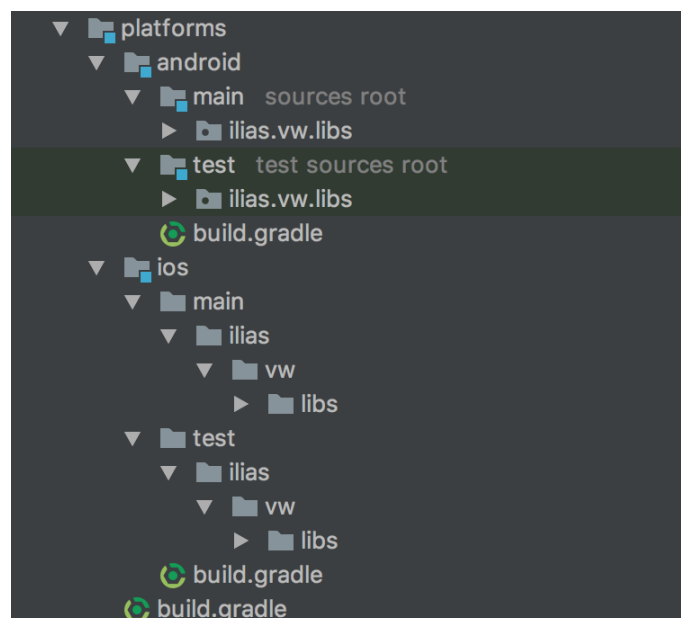 platforms
android
main sources root
ilias.vw.libs
test test sources root
ilias.vw.libs
build.gradle
ios
main
ilias
vw
libs
test
ilias
vw
libs
build.gradle
build.gradle